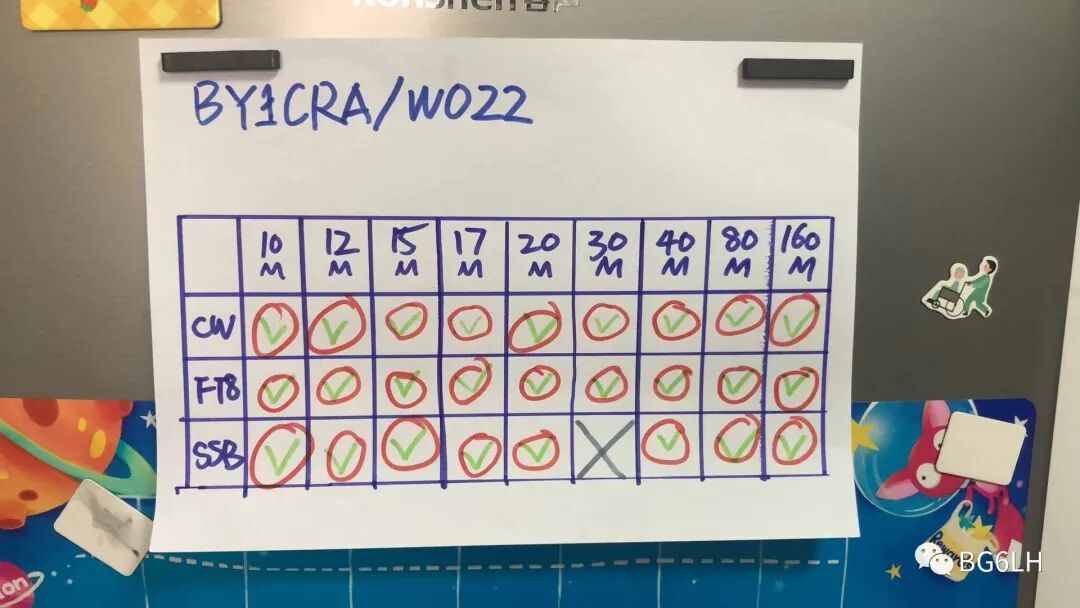 BY1CRA/W022
10 M 12 M 15 M 17 M 20 M 30 M 40 M 80 M 160 M
CW ✓ ✓ ✓ ✓ ✓ ✓ ✓ ✓ ✓
FT8 ✓ ✓ ✓ ✓ ✓ ✓ ✓ ✓ ✓
SSB ✓ ✓ ✓ ✓ ✓ X ✓ ✓ ✓
BG6LH